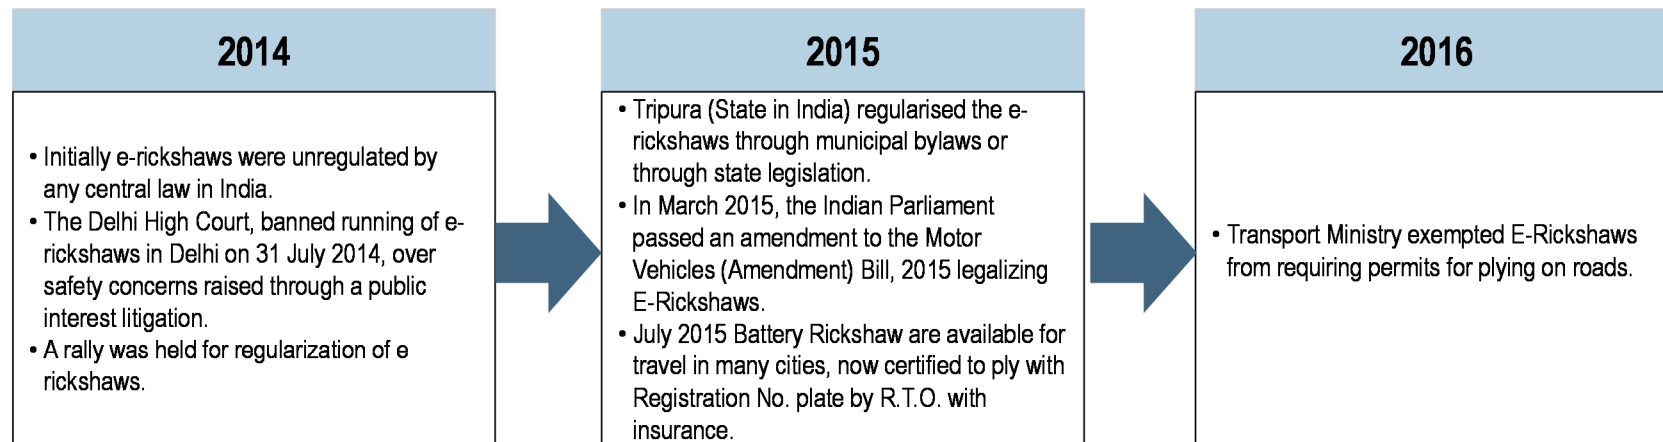 2014
• Initially e-rickshaws were unregulated by
any central law in India.
• The Delhi High Court, banned running of e-
rickshaws in Delhi on 31 July 2014, over
safety concerns raised through a public
interest litigation.
• A rally was held for regularization of e
rickshaws.
2015
• Tripura (State in India) regularised the e-
rickshaws through municipal bylaws or
through state legislation.
• In March 2015, the Indian Parliament
passed an amendment to the Motor
Vehicles (Amendment) Bill, 2015 legalizing
E-Rickshaws.
• July 2015 Battery Rickshaw are available for
travel in many cities, now certified to ply with
Registration No. plate by R.T.O. with
insurance.
2016
• Transport Ministry exempted E-Rickshaws
from requiring permits for plying on roads.